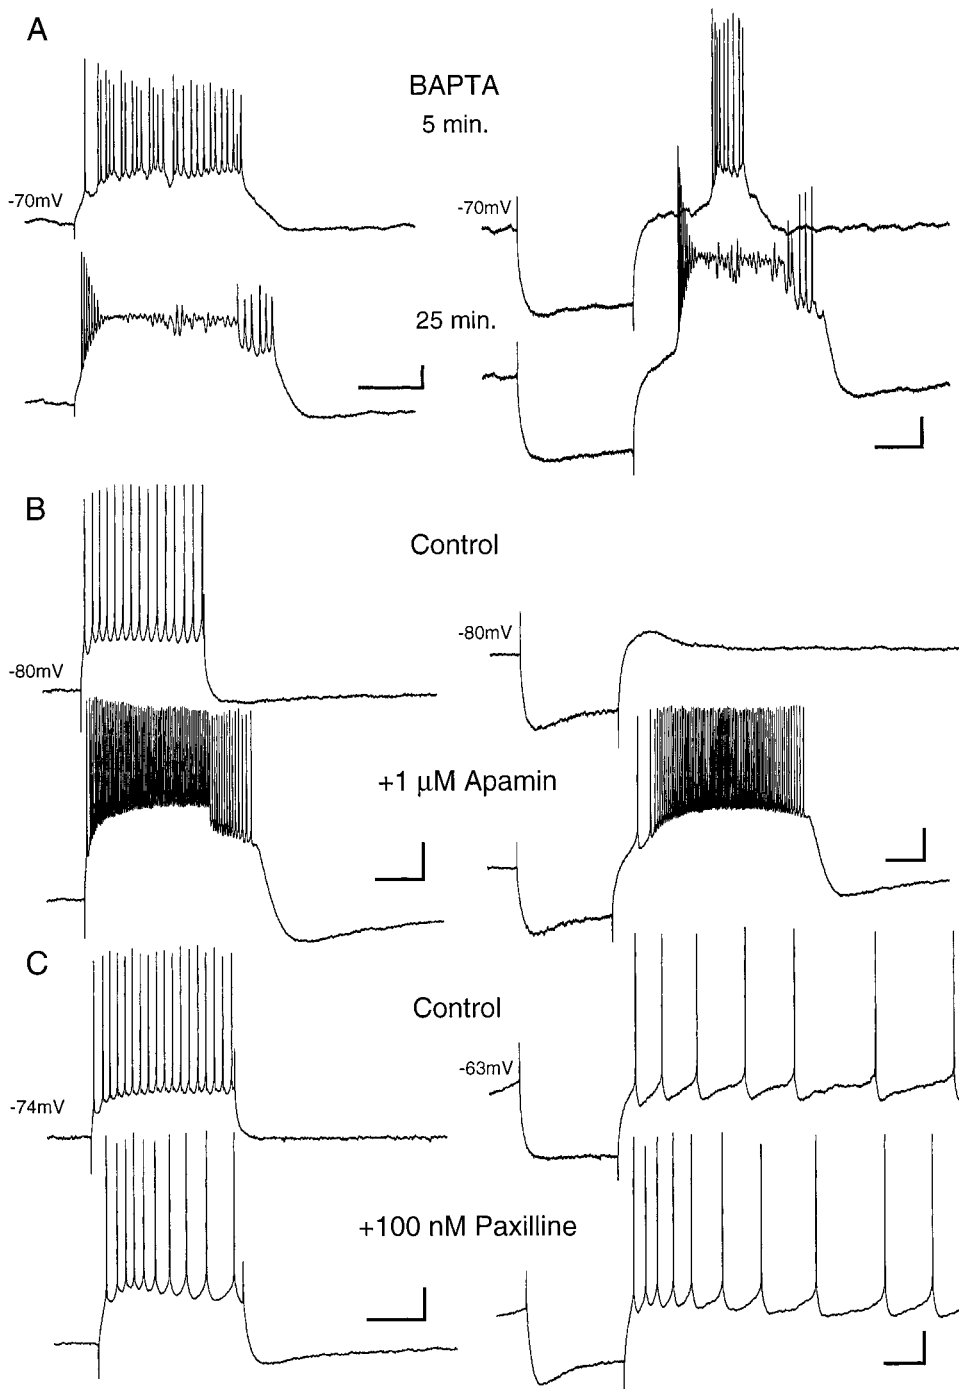 A
BAPTA
5 min.
-70mV
-70mV
25 min.
B
Control
-80mV
-80mV
+1 μM Apamin
C
Control
-74mV
-63mV
+100 nM Paxilline